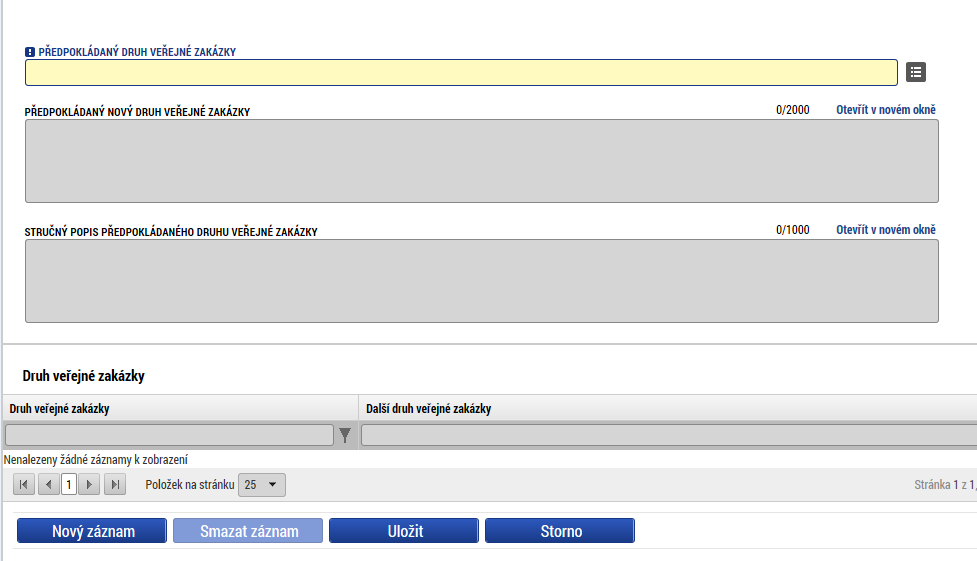 PŘEDPOKLÁDANÝ DRUH VEŘEJNÉ ZAKÁZKY
PŘEDPOKLÁDANÝ NOVÝ DRUH VEŘEJNÉ ZAKÁZKY 0/2000 Otevřít v novém okně
STRUČNÝ POPIS PŘEDPOKLÁDANÉHO DRUHU VEŘEJNÉ ZAKÁZKY 0/1000 Otevřít v novém okně
Druh veřejné zakázky
Druh veřejné zakázky Další druh veřejné zakázky
Nenalezeny žádné záznamy k zobrazení
1 Položek na stránku 25 Stránka 1 z 1,
Nový záznam Smazat záznam Uložit Storno